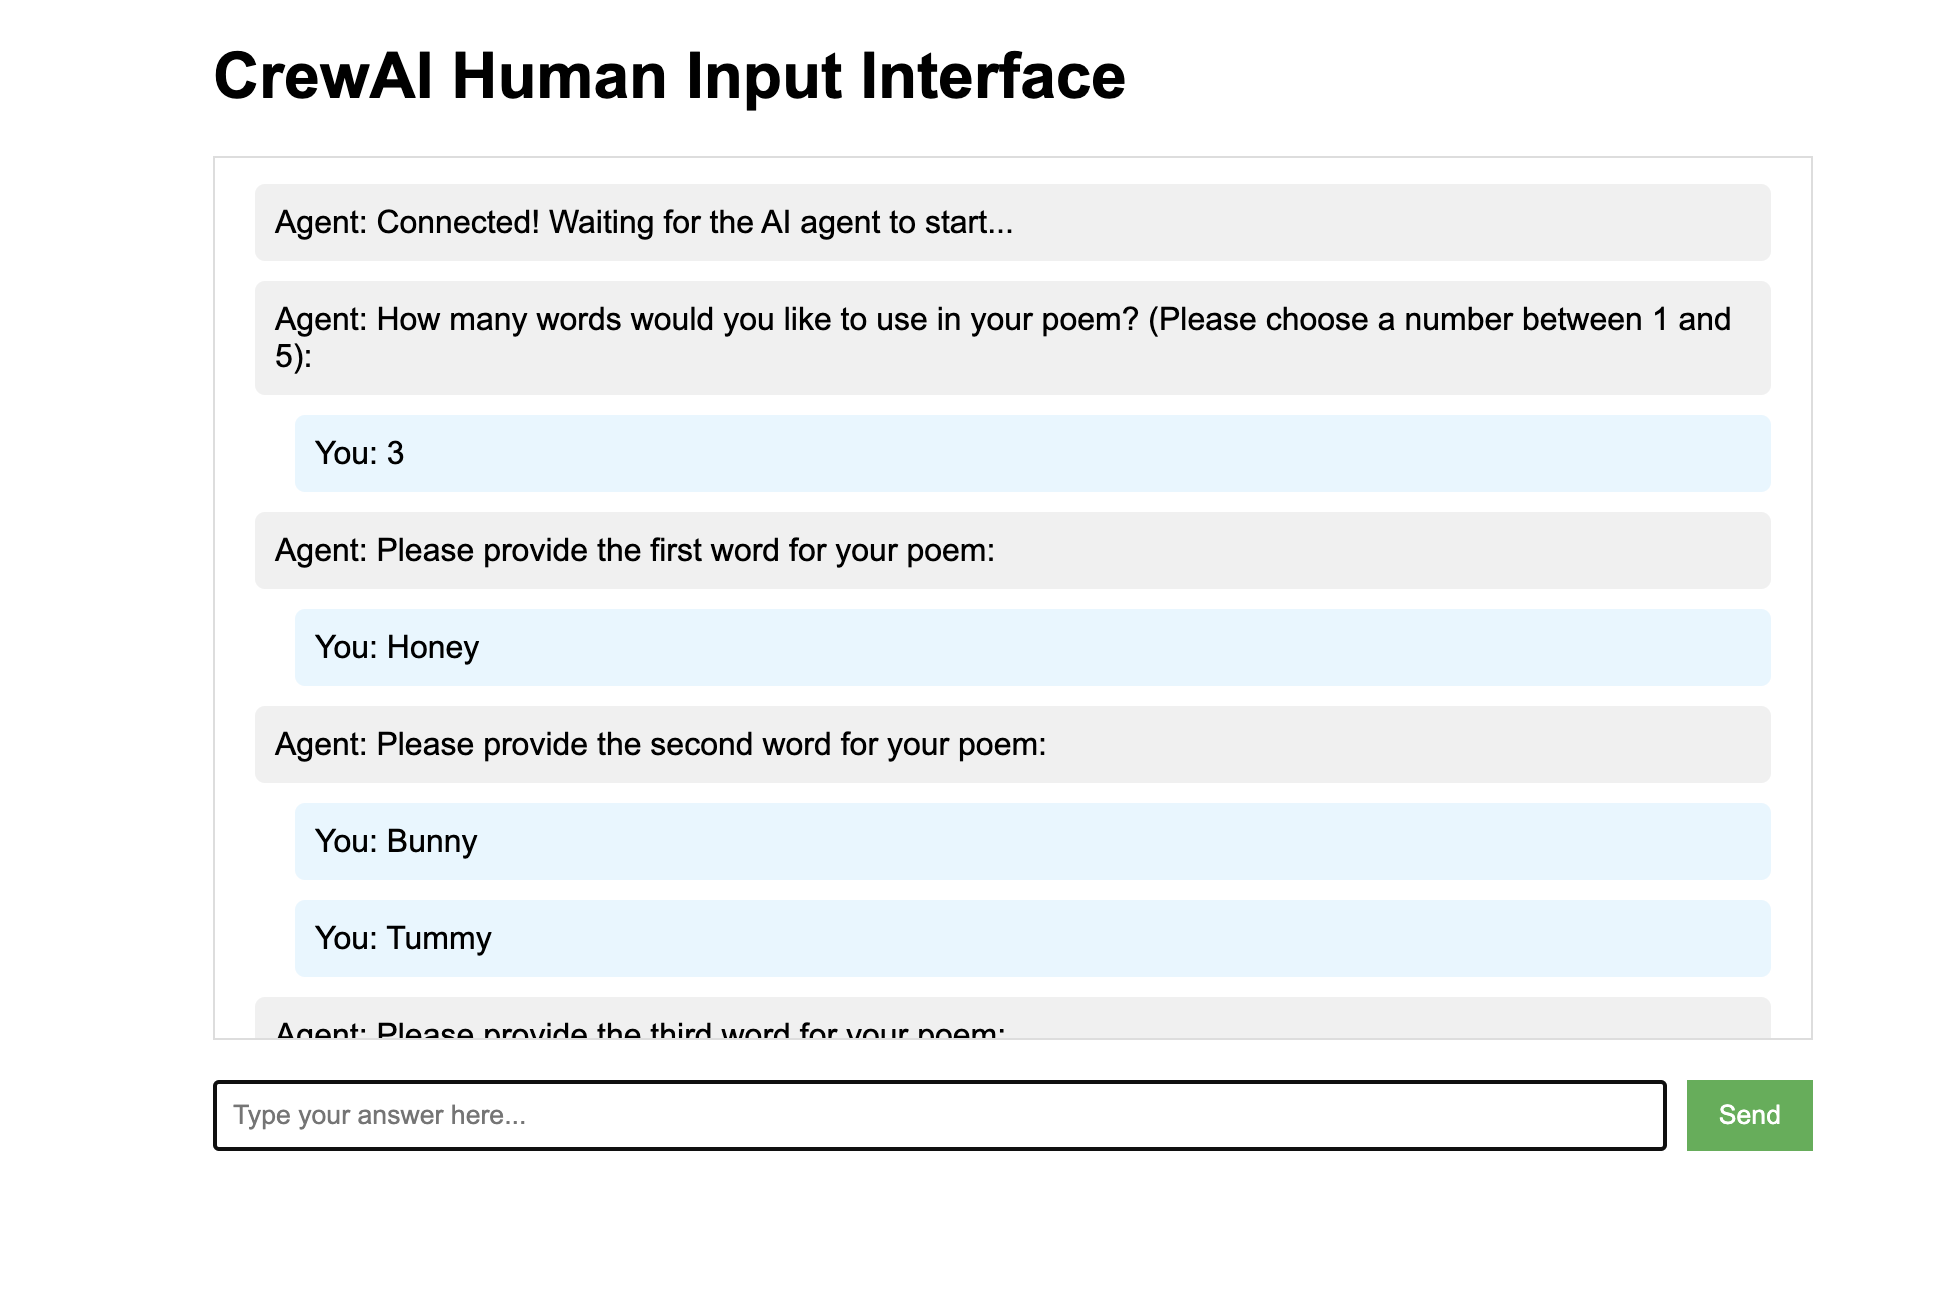 CrewAI Human Input Interface
Agent: Connected! Waiting for the AI agent to start...
Agent: How many words would you like to use in your poem? (Please choose a number between 1 and
5):
You: 3
Agent: Please provide the first word for your poem:
You: Honey
Agent: Please provide the second word for your poem:
You: Bunny
You: Tummy
Agent: Please provide the third word for your poem:
Type your answer here...
Send